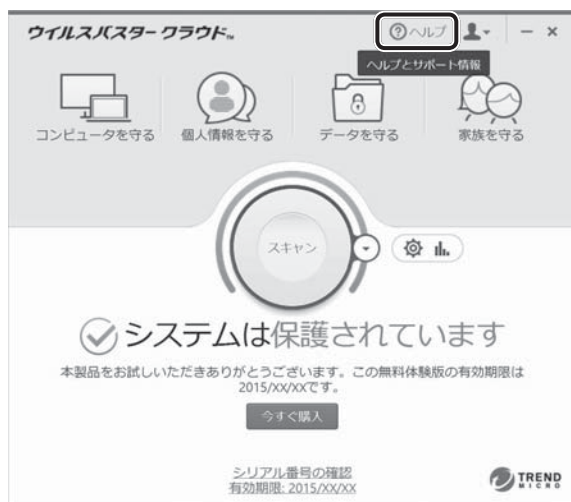 ウイルスバスター クラウド™
?ヘルプ
ヘルプとサポート情報
コンピュータを守る
個人情報を守る
データを守る
家族を守る
スキャン
システムは保護されています
本製品をお試しいただきありがとうございます。この無料体験版の有効期限は
2015/XX/XXです。
今すぐ購入
シリアル番号の確認
有効期限: 2015/XX/XX
TREND
MICRO